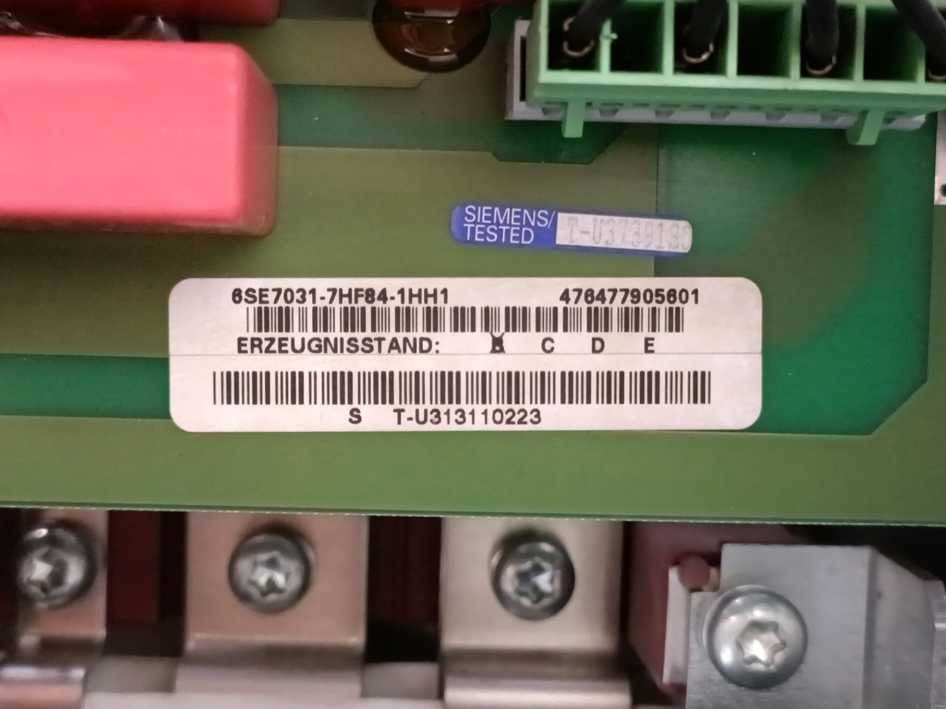 SIEMENS/
TESTED
6SE7031-7HF84-1HH1 476477905601
ERZEUGNISSTAND: B C D E
S T-U313110223